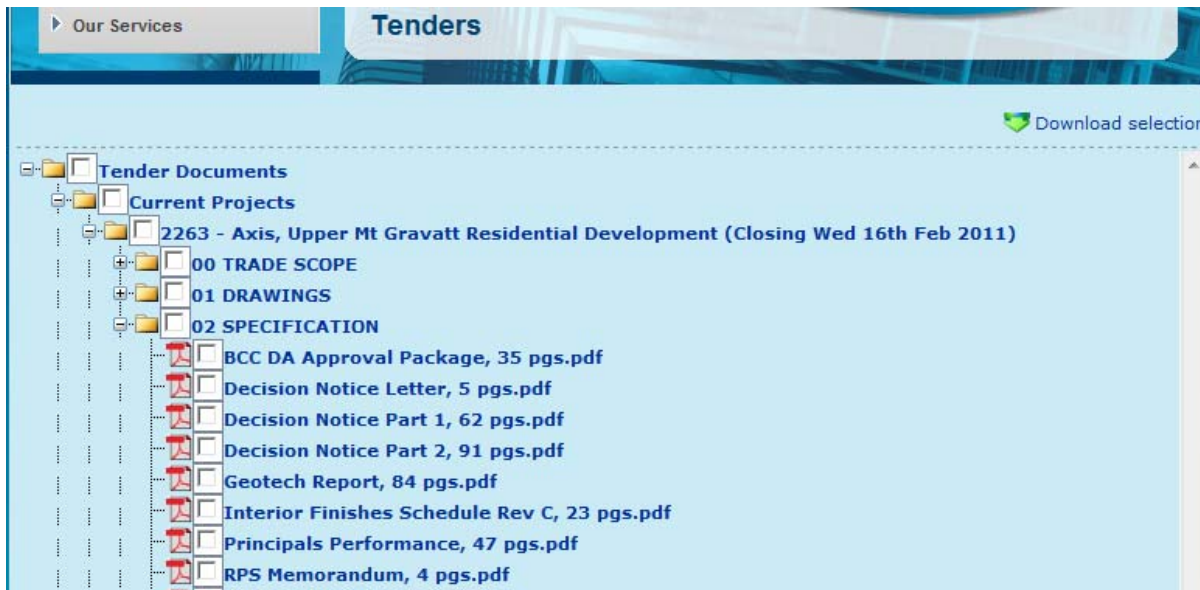 Our Services
Tenders
Download selection
Tender Documents
Current Projects
2263 - Axis, Upper Mt Gravatt Residential Development (Closing Wed 16th Feb 2011)
00 TRADE SCOPE
01 DRAWINGS
02 SPECIFICATION
BCC DA Approval Package, 35 pgs.pdf
Decision Notice Letter, 5 pgs.pdf
Decision Notice Part 1, 62 pgs.pdf
Decision Notice Part 2, 91 pgs.pdf
Geotech Report, 84 pgs.pdf
Interior Finishes Schedule Rev C, 23 pgs.pdf
Principals Performance, 47 pgs.pdf
RPS Memorandum, 4 pgs.pdf